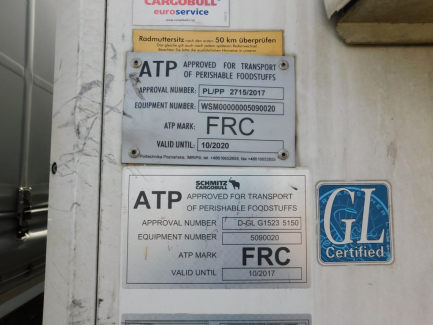 CARGOBULL
euroservice
Radmuttersitz nach den ersten 50 km überprüfen
ATP APPROVED FOR TRANSPORT
OF PERISHABLE FOODSTUFFS
APPROVAL NUMBER: PL/PP 2715/2017
EQUIPMENT NUMBER: WSM00000005090020
ATP MARK: FRC
VALID UNTIL: 10/2020
SCHMITZ
CARGOBULL
ATP APPROVED FOR TRANSPORT
OF PERISHABLE FOODSTUFFS
APPROVAL NUMBER D-GL G1523 5150
EQUIPMENT NUMBER 5090020
ATP MARK FRC
VALID UNTIL 10/2017
GL
Certified